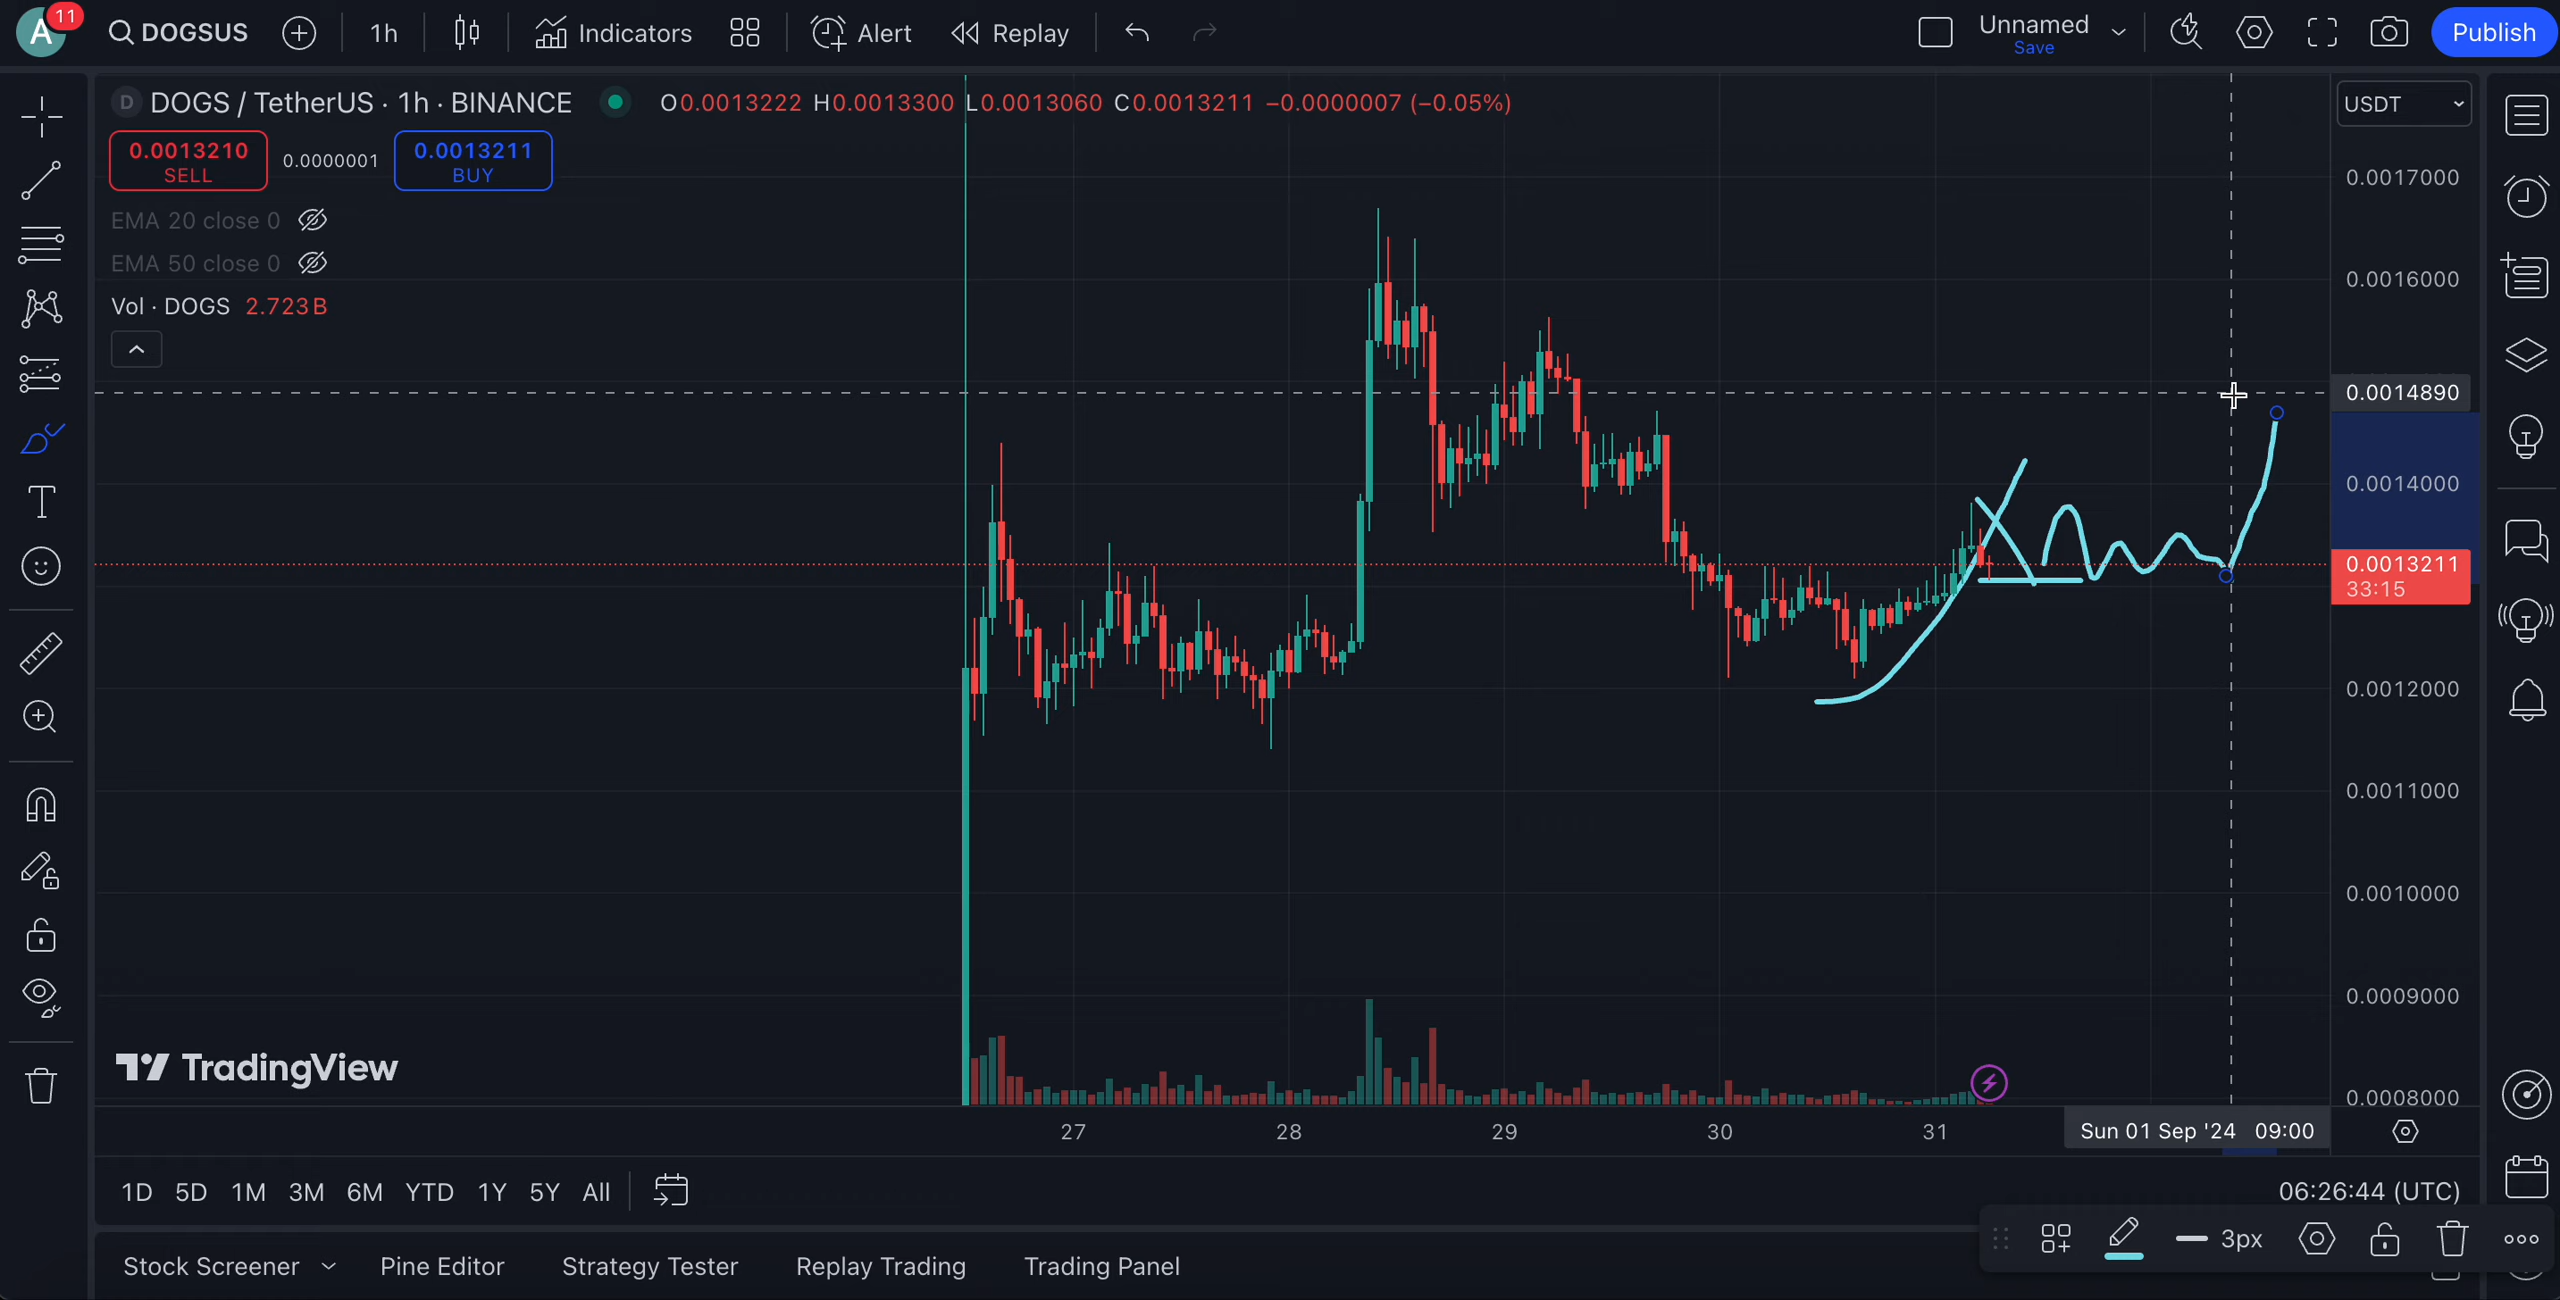 A 11 DOGSUS 1h Indicators Alert Replay Unnamed Save Publish
D DOGS / TetherUS · 1h · BINANCE O0.0013222 H0.0013300 L0.0013060 C0.0013211 −0.0000007 (−0.05%) USDT
0.0013210 SELL 0.0000001 0.0013211 BUY
0.0017000
EMA 20 close 0
EMA 50 close 0
0.0016000
Vol · DOGS 2.723B
0.0014890
0.0014000
0.0013211
33:15
0.0012000
0.0011000
0.0010000
0.0009000
TradingView
0.0008000
27 28 29 30 31 Sun 01 Sep '24 09:00
1D 5D 1M 3M 6M YTD 1Y 5Y All 06:26:44 (UTC)
3px
Stock Screener Pine Editor Strategy Tester Replay Trading Trading Panel